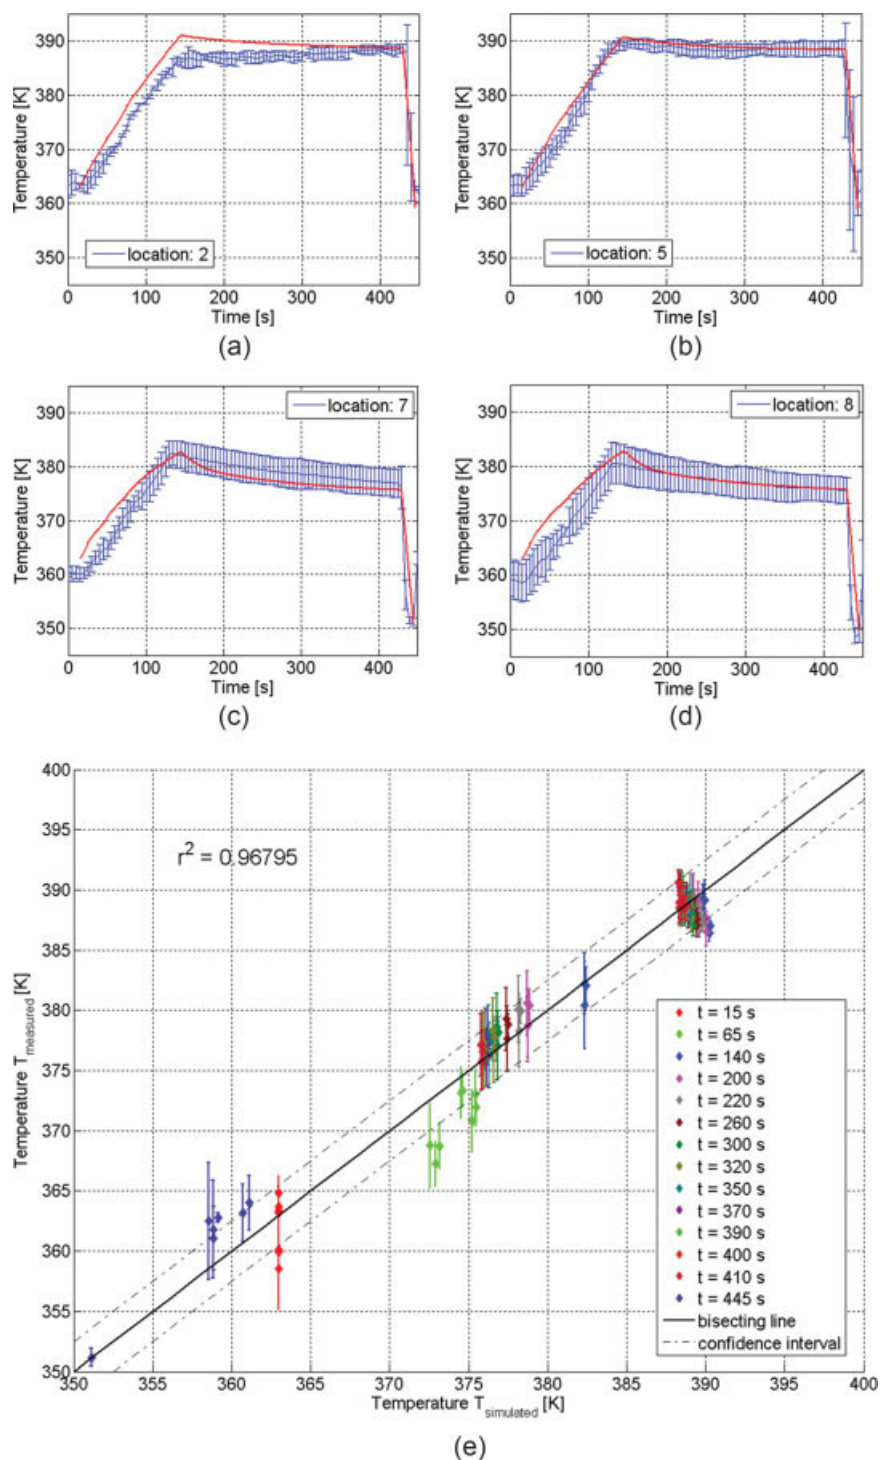 390
380
370
360
350
Temperature [K]
location: 2
0 100 200 300 400
Time [s]
(a)
390
380
370
360
350
Temperature [K]
location: 5
0 100 200 300 400
Time [s]
(b)
390
380
370
360
350
Temperature [K]
location: 7
0 100 200 300 400
Time [s]
(c)
390
380
370
360
350
Temperature [K]
location: 8
0 100 200 300 400
Time [s]
(d)
400
395
390
385
380
375
370
365
360
355
350
Temperature T_measured [K]
r² = 0.96795
t = 15 s
t = 65 s
t = 140 s
t = 200 s
t = 220 s
t = 260 s
t = 300 s
t = 320 s
t = 350 s
t = 370 s
t = 390 s
t = 400 s
t = 410 s
t = 445 s
bisecting line
confidence interval
350 355 360 365 370 375 380 385 390 395 400
Temperature T_simulated [K]
(e)